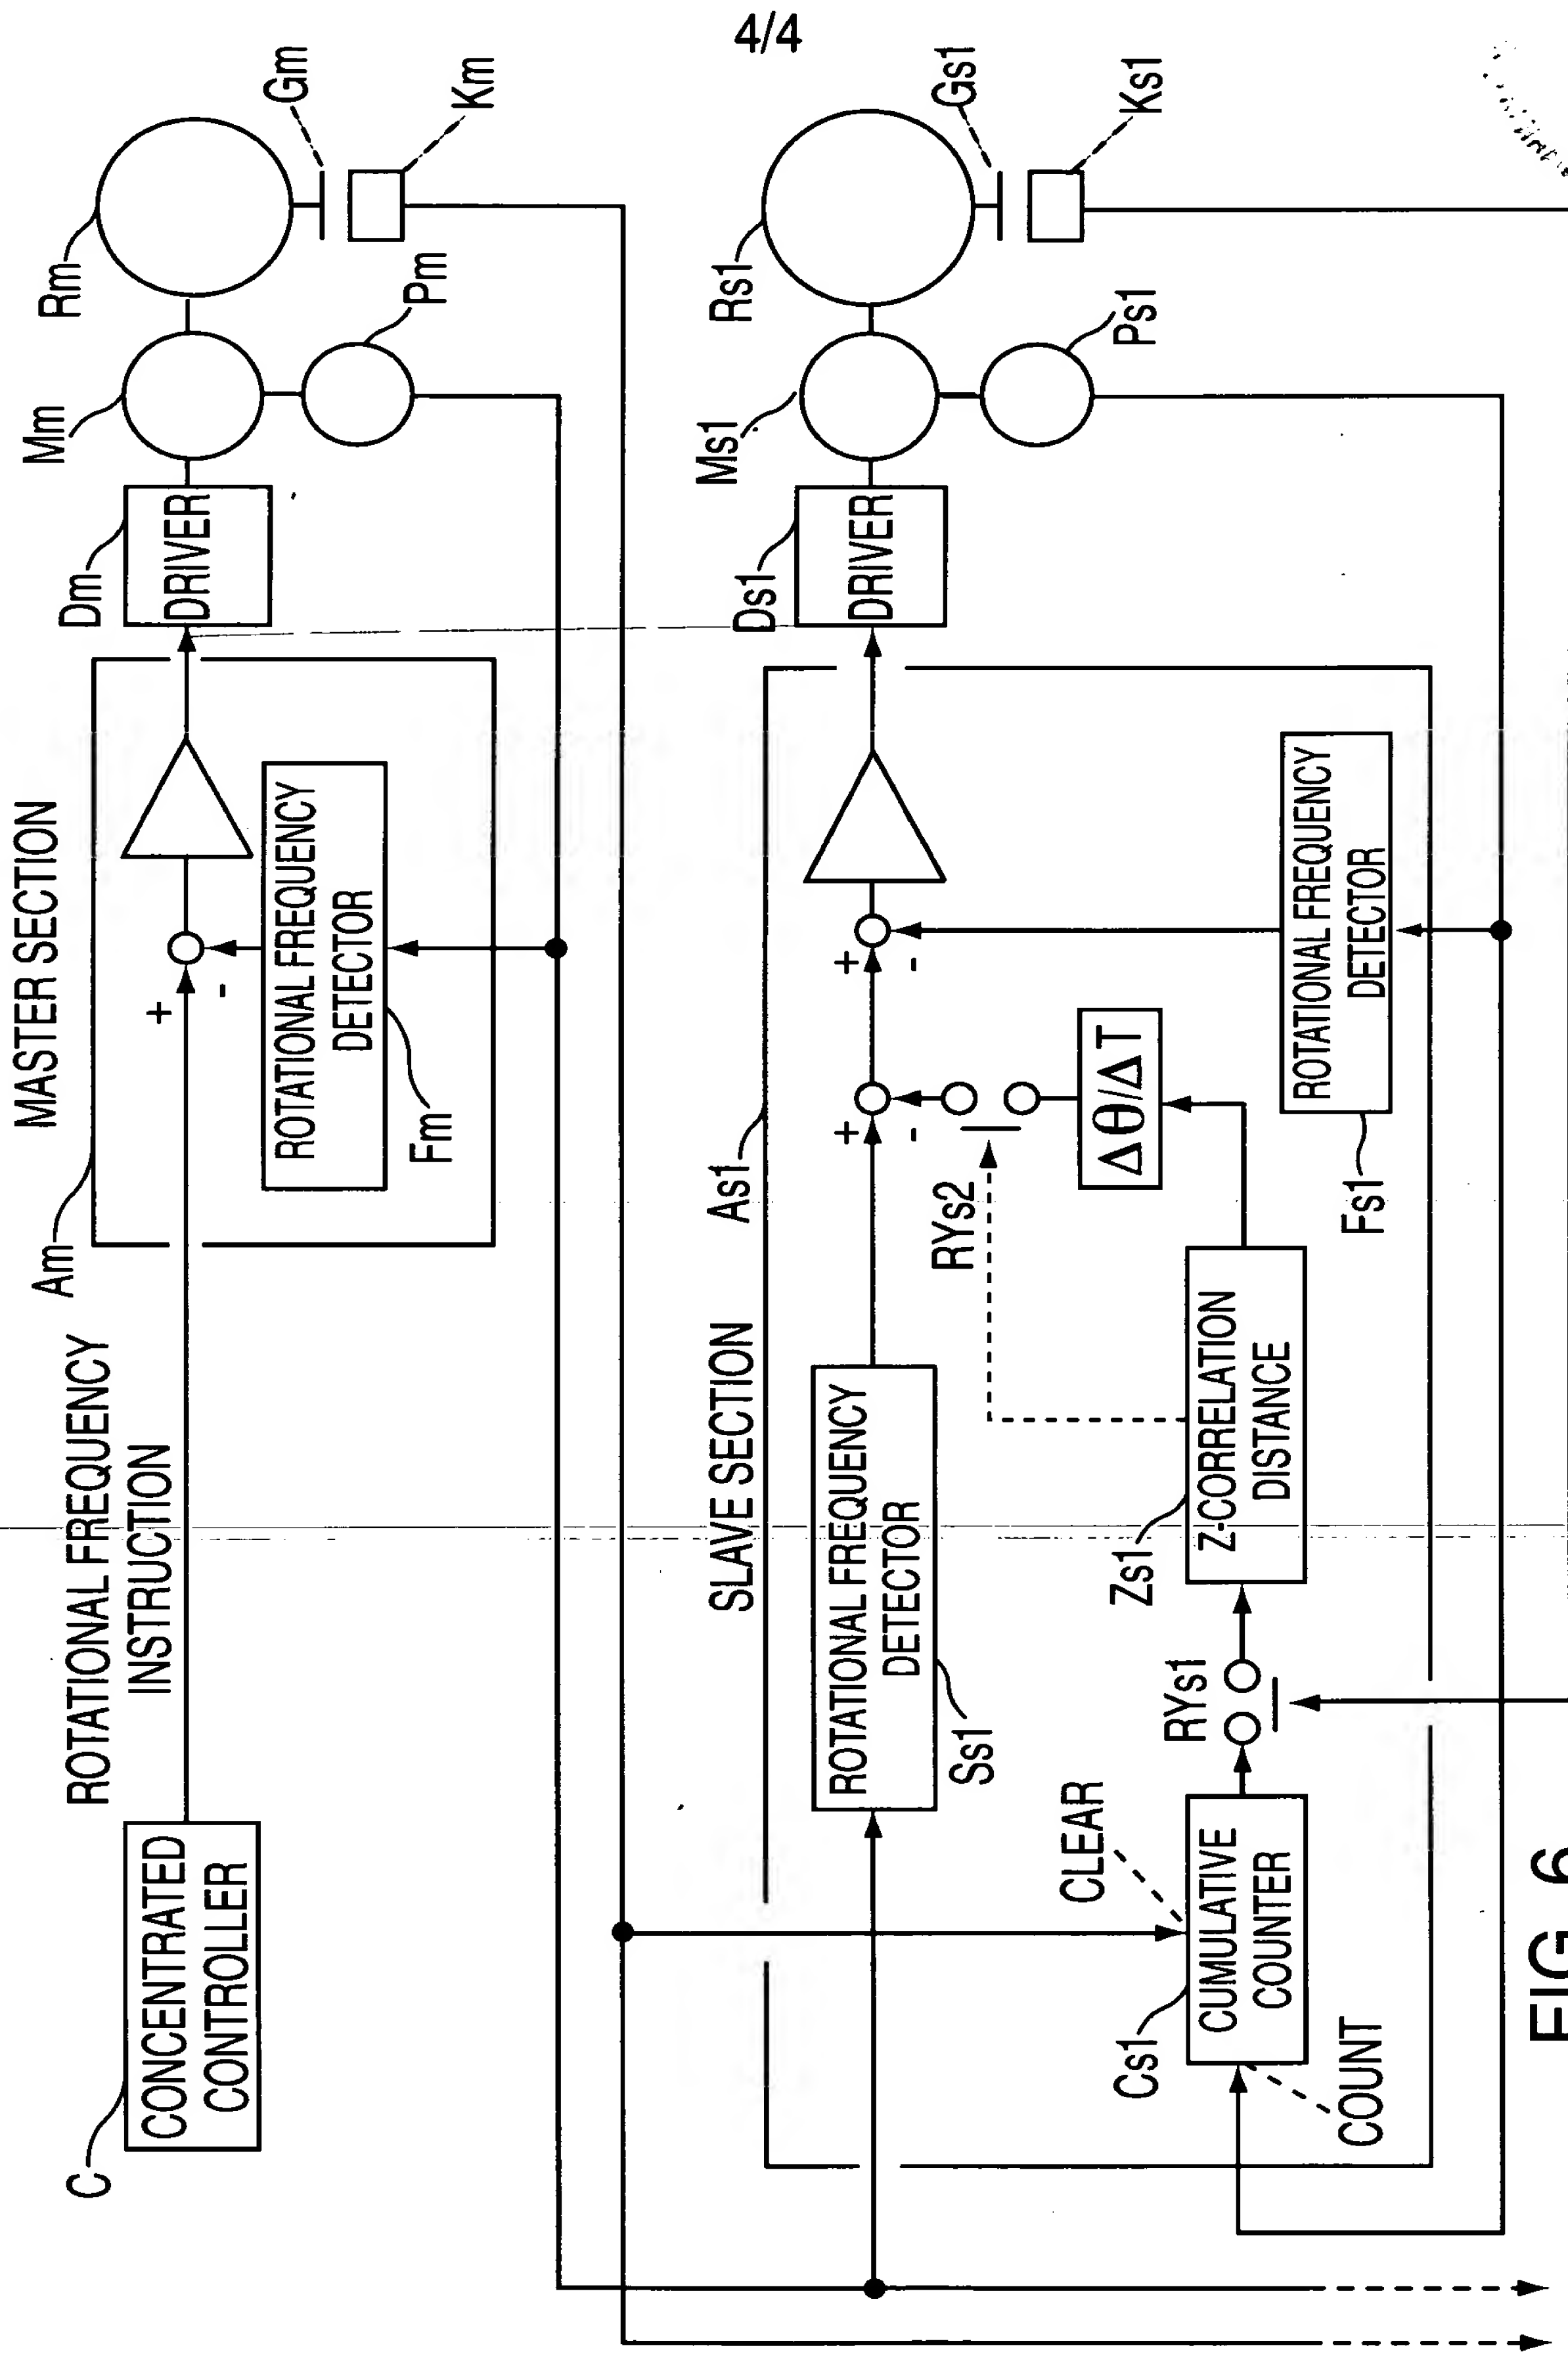 4/4
MASTER SECTION
C
CONCENTRATED
CONTROLLER
ROTATIONAL FREQUENCY
INSTRUCTION
Am
+
-
ROTATIONAL FREQUENCY
DETECTOR
Fm
Dm
DRIVER
Mm
Pm
Rm
Gm
Km
SLAVE SECTION
As1
ROTATIONAL FREQUENCY
DETECTOR
Ss1
+
-
+
-
RYs2
Δθ/ΔT
Ds1
DRIVER
Ms1
Ps1
Rs1
Gs1
Ks1
CLEAR
Cs1
CUMULATIVE
COUNTER
COUNT
RYs1
Zs1
Z-CORRELATION
DISTANCE
ROTATIONAL FREQUENCY
DETECTOR
Fs1
FIG. 6